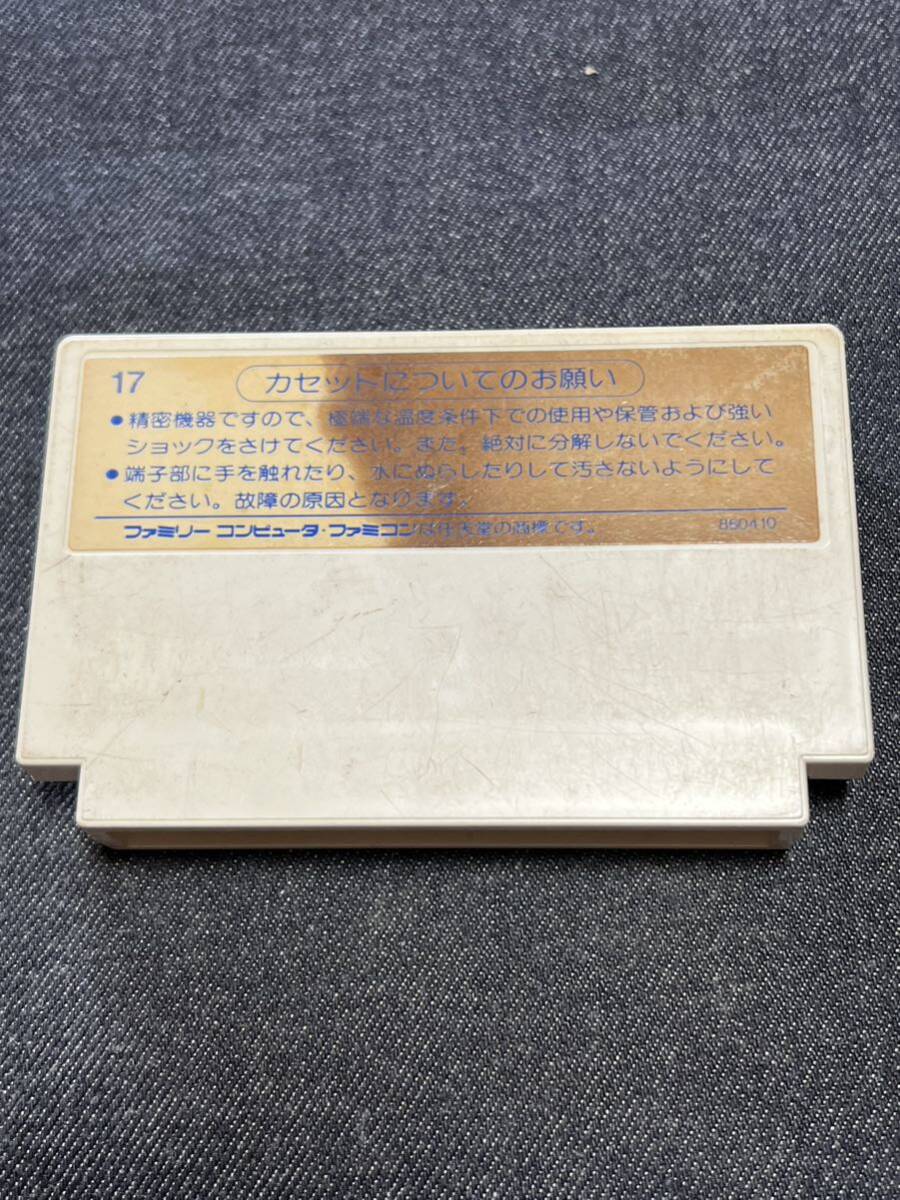 17
カセットについてのお願い
●精密機器ですので、極端な温度条件下での使用や保管および強い
ショックをさけてください。また、絶対に分解しないでください。
●端子部に手を触れたり、水にぬらしたりして汚さないようにして
ください。故障の原因となります。
ファミリー コンピュータ・ファミコンは任天堂の商標です。 860410